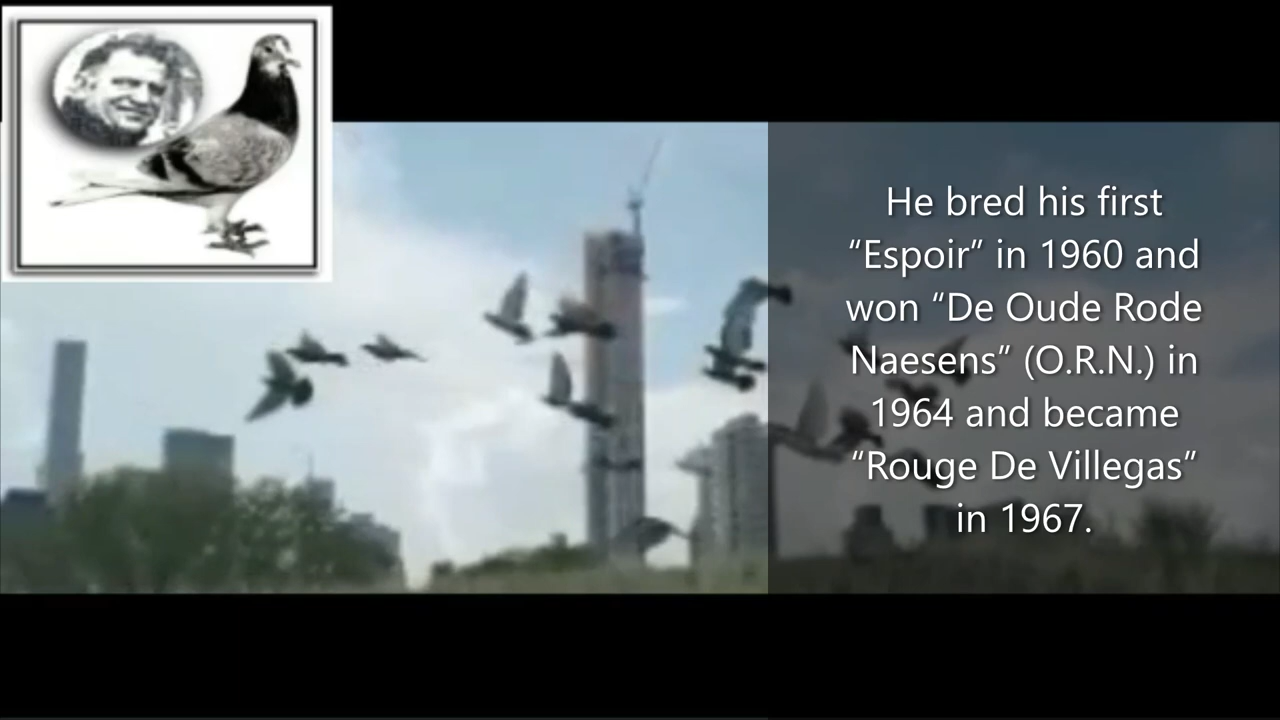 He bred his first
“Espoir” in 1960 and
won “De Oude Rode
Naesens” (O.R.N.) in
1964 and became
“Rouge De Villegas”
in 1967.